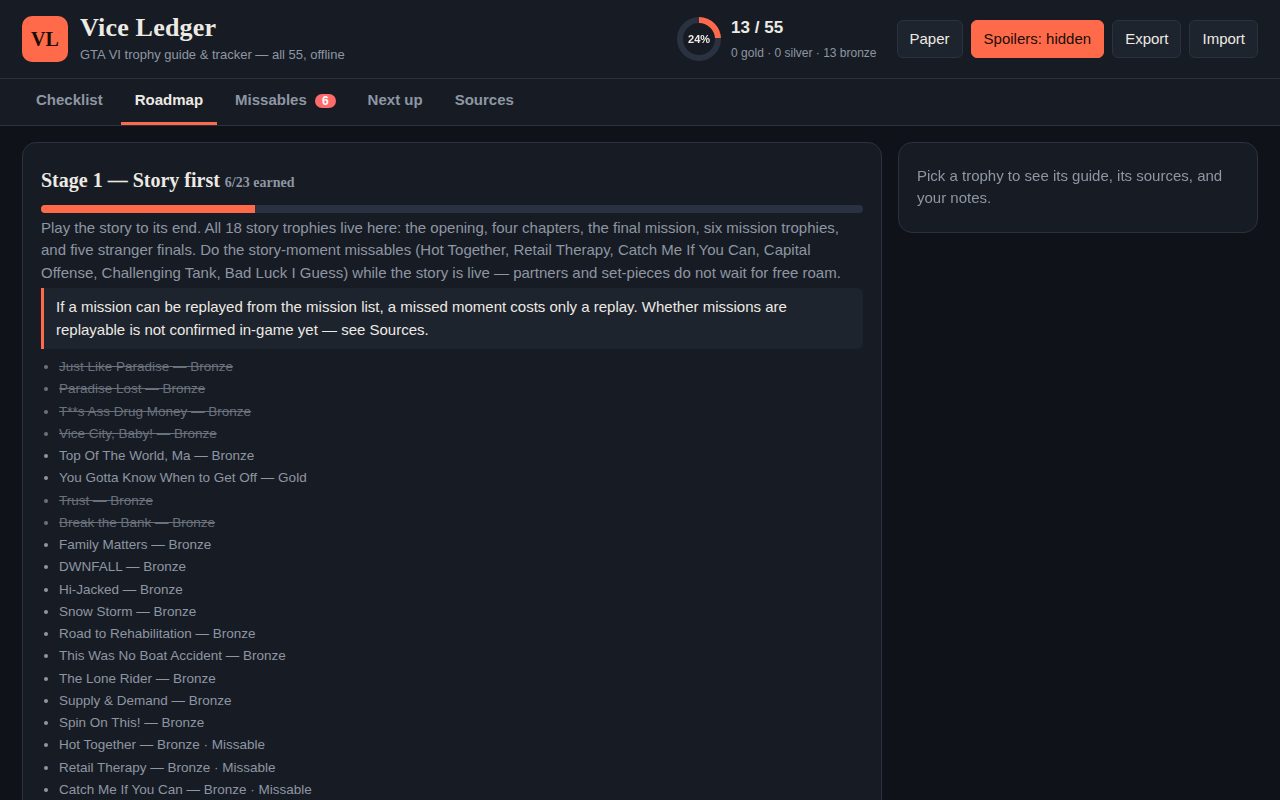 VL
Vice Ledger
GTA VI trophy guide & tracker — all 55, offline
24%
13 / 55
0 gold · 0 silver · 13 bronze
Paper
Spoilers: hidden
Export
Import
Checklist
Roadmap
Missables 6
Next up
Sources
Stage 1 — Story first 6/23 earned
Play the story to its end. All 18 story trophies live here: the opening, four chapters, the final mission, six mission trophies,
and five stranger finals. Do the story-moment missables (Hot Together, Retail Therapy, Catch Me If You Can, Capital
Offense, Challenging Tank, Bad Luck I Guess) while the story is live — partners and set-pieces do not wait for free roam.
If a mission can be replayed from the mission list, a missed moment costs only a replay. Whether missions are
replayable is not confirmed in-game yet — see Sources.
Just Like Paradise — Bronze
Paradise Lost — Bronze
T**s Ass Drug Money — Bronze
Vice City, Baby! — Bronze
Top Of The World, Ma — Bronze
You Gotta Know When to Get Off — Gold
Trust — Bronze
Break the Bank — Bronze
Family Matters — Bronze
DWNFALL — Bronze
Hi-Jacked — Bronze
Snow Storm — Bronze
Road to Rehabilitation — Bronze
This Was No Boat Accident — Bronze
The Lone Rider — Bronze
Supply & Demand — Bronze
Spin On This! — Bronze
Hot Together — Bronze · Missable
Retail Therapy — Bronze · Missable
Catch Me If You Can — Bronze · Missable
Pick a trophy to see its guide, its sources, and
your notes.